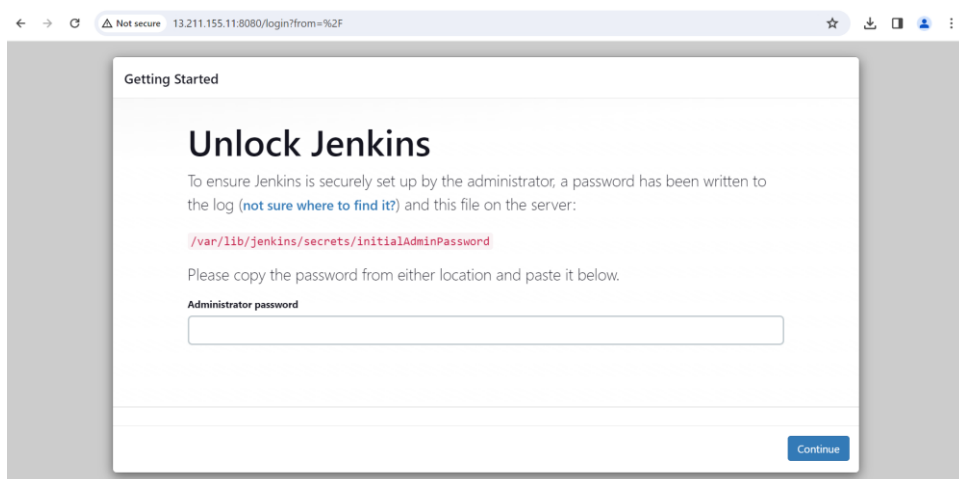 Not secure 13.211.155.11:8080/login?from=%2F
Getting Started
Unlock Jenkins
To ensure Jenkins is securely set up by the administrator, a password has been written to
the log (not sure where to find it?) and this file on the server:
/var/lib/jenkins/secrets/initialAdminPassword
Please copy the password from either location and paste it below.
Administrator password
Continue